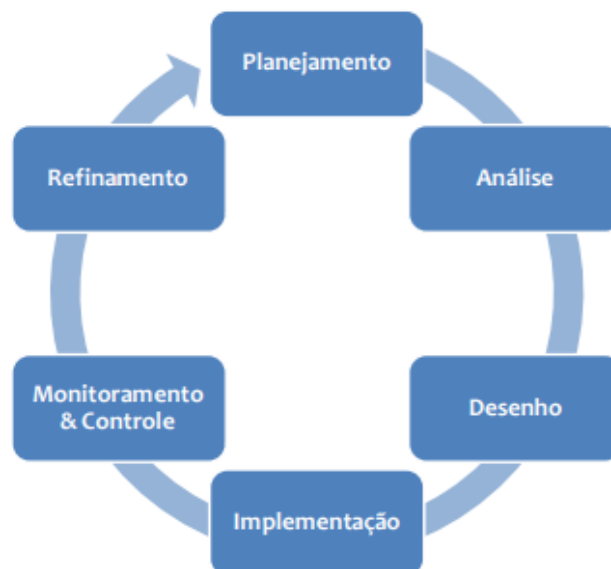 Planejamento
Análise
Desenho
Implementação
Monitoramento
& Controle
Refinamento